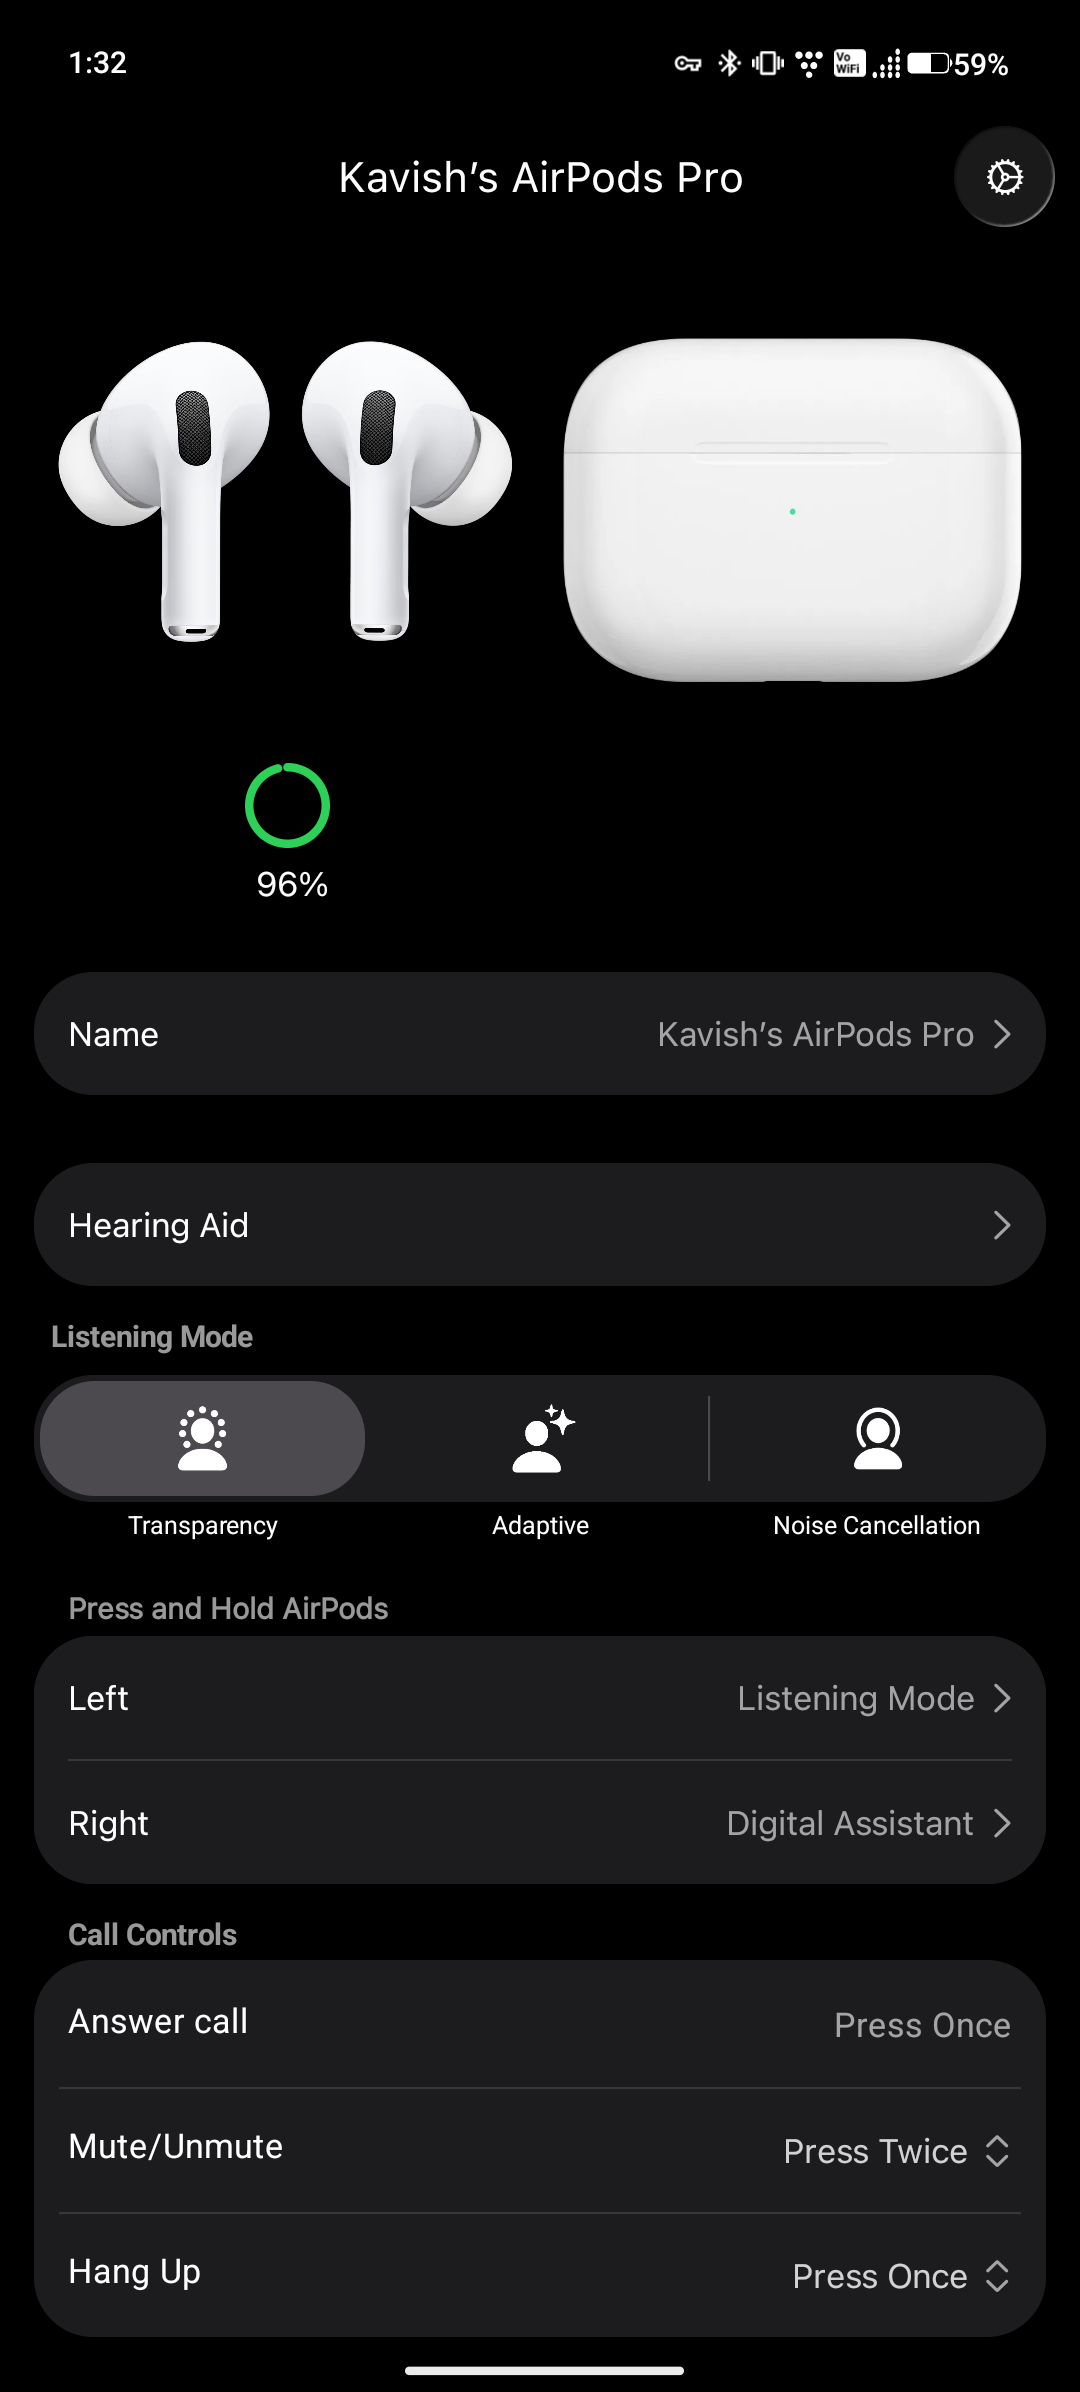 1:32
Vo
WiFi
59%
Kavish's AirPods Pro
96%
Name
Kavish's AirPods Pro
Hearing Aid
Listening Mode
Transparency
Adaptive
Noise Cancellation
Press and Hold AirPods
Left
Listening Mode
Right
Digital Assistant
Call Controls
Answer call
Press Once
Mute/Unmute
Press Twice
Hang Up
Press Once